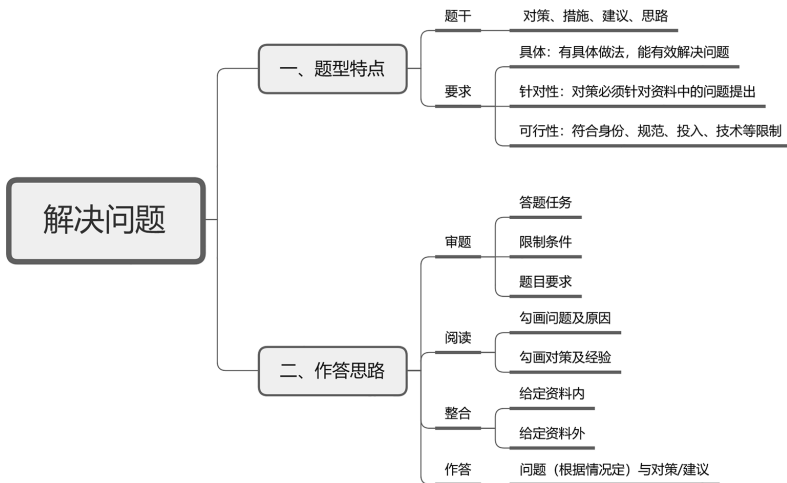 解决问题
一、题型特点
题干
对策、措施、建议、思路
要求
具体：有具体做法，能有效解决问题
针对性：对策必须针对资料中的问题提出
可行性：符合身份、规范、投入、技术等限制
二、作答思路
审题
答题任务
限制条件
题目要求
阅读
勾画问题及原因
勾画对策及经验
整合
给定资料内
给定资料外
作答
问题（根据情况定）与对策/建议